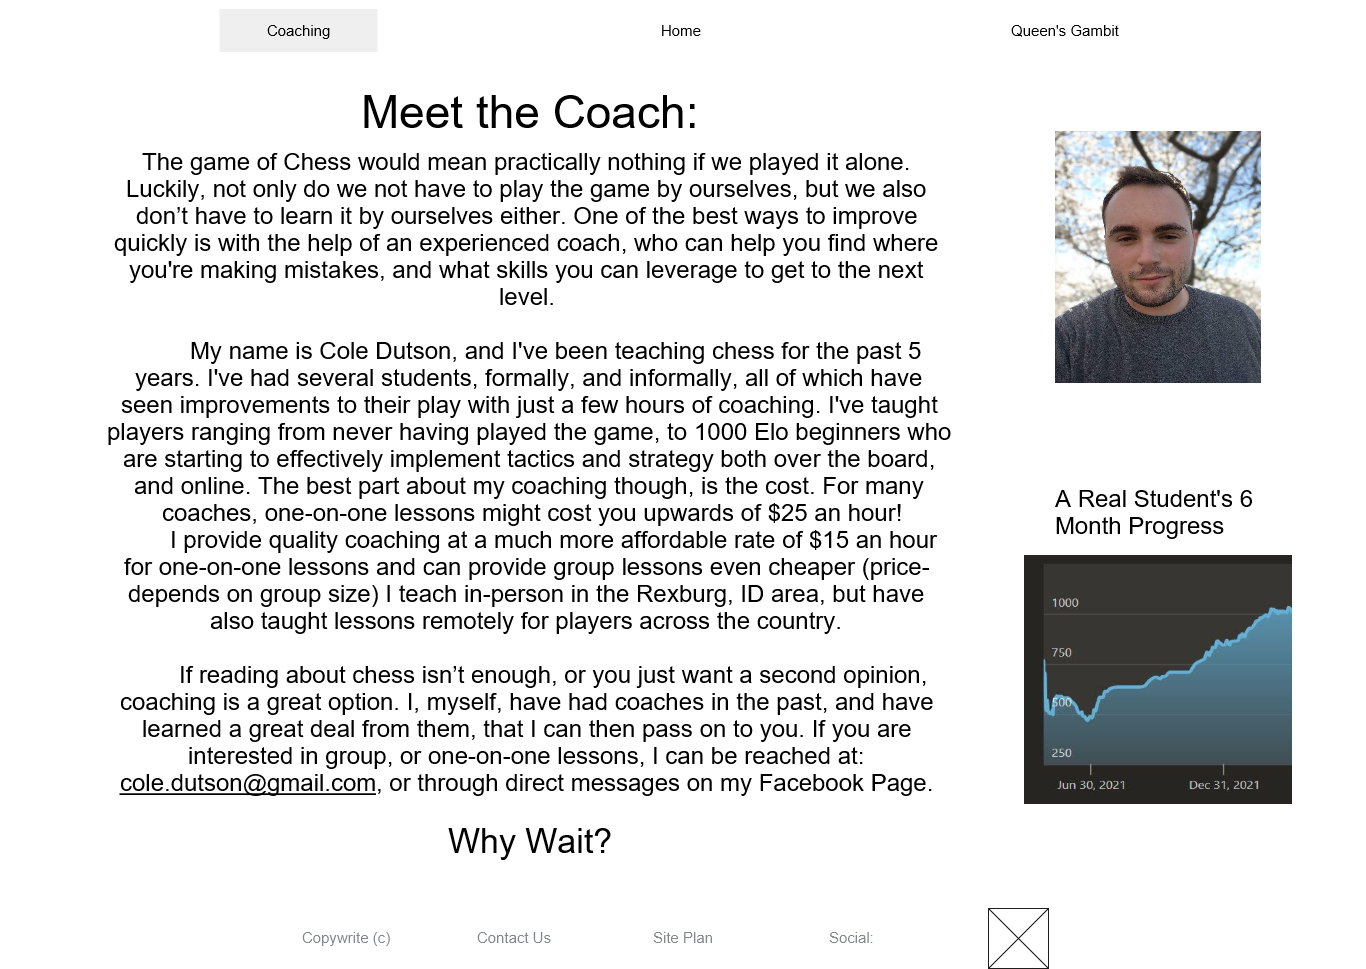 Coaching
Home
Queen's Gambit
Meet the Coach:
The game of Chess would mean practically nothing if we played it alone.
Luckily, not only do we not have to play the game by ourselves, but we also
don’t have to learn it by ourselves either. One of the best ways to improve
quickly is with the help of an experienced coach, who can help you find where
you're making mistakes, and what skills you can leverage to get to the next
level.
My name is Cole Dutson, and I've been teaching chess for the past 5
years. I've had several students, formally, and informally, all of which have
seen improvements to their play with just a few hours of coaching. I've taught
players ranging from never having played the game, to 1000 Elo beginners who
are starting to effectively implement tactics and strategy both over the board,
and online. The best part about my coaching though, is the cost. For many
coaches, one-on-one lessons might cost you upwards of $25 an hour!
I provide quality coaching at a much more affordable rate of $15 an hour
for one-on-one lessons and can provide group lessons even cheaper (price-
depends on group size) I teach in-person in the Rexburg, ID area, but have
also taught lessons remotely for players across the country.
If reading about chess isn’t enough, or you just want a second opinion,
coaching is a great option. I, myself, have had coaches in the past, and have
learned a great deal from them, that I can then pass on to you. If you are
interested in group, or one-on-one lessons, I can be reached at:
cole.dutson@gmail.com, or through direct messages on my Facebook Page.
Why Wait?
A Real Student's 6
Month Progress
1000
750
500
250
Jun 30, 2021
Dec 31, 2021
Copywrite (c)
Contact Us
Site Plan
Social: